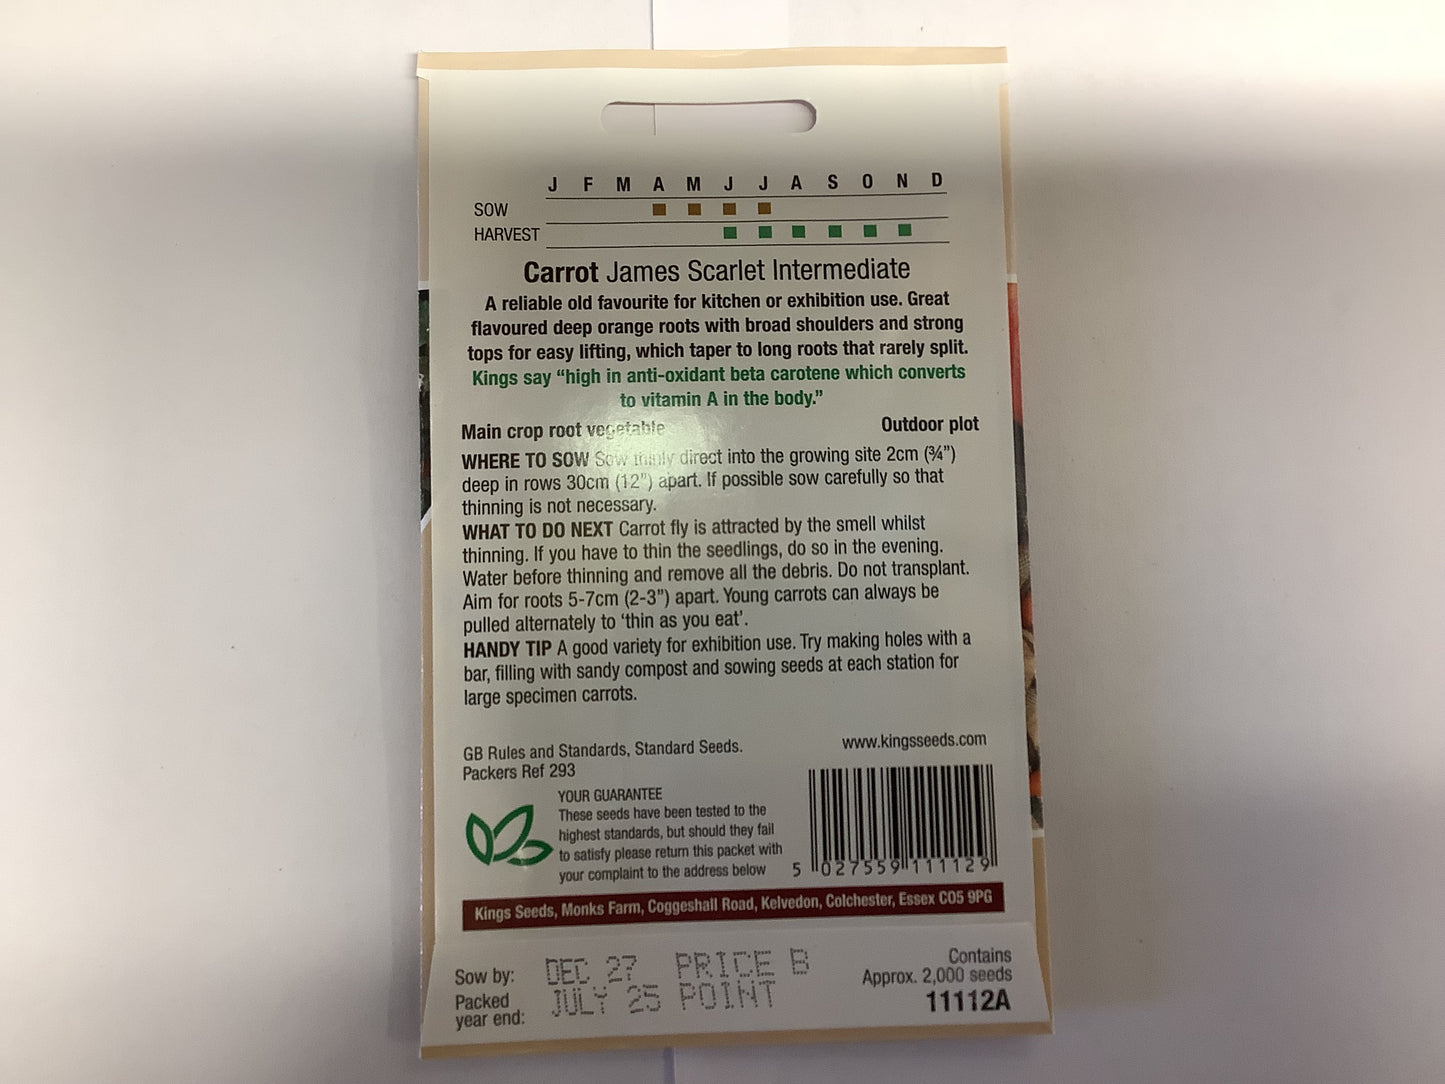 J F M A M J J A S O N D
SOW
HARVEST
Carrot James Scarlet Intermediate
A reliable old favourite for kitchen or exhibition use. Great
flavoured deep orange roots with broad shoulders and strong
tops for easy lifting, which taper to long roots that rarely split.
Kings say “high in anti-oxidant beta carotene which converts
to vitamin A in the body.”
Main crop root vegetable Outdoor plot
WHERE TO SOW Sow thinly direct into the growing site 2cm (¾”)
deep in rows 30cm (12”) apart. If possible sow carefully so that
thinning is not necessary.
WHAT TO DO NEXT Carrot fly is attracted by the smell whilst
thinning. If you have to thin the seedlings, do so in the evening.
Water before thinning and remove all the debris. Do not transplant.
Aim for roots 5-7cm (2-3”) apart. Young carrots can always be
pulled alternately to ‘thin as you eat’.
HANDY TIP A good variety for exhibition use. Try making holes with a
bar, filling with sandy compost and sowing seeds at each station for
large specimen carrots.
GB Rules and Standards, Standard Seeds.
Packers Ref 293
www.kingsseeds.com
YOUR GUARANTEE
These seeds have been tested to the
highest standards, but should they fail
to satisfy please return this packet with
your complaint to the address below
5 027559 111129
Kings Seeds, Monks Farm, Coggeshall Road, Kelvedon, Colchester, Essex CO5 9PG
Sow by: DEC 27 PRICE B
Packed
year end: JULY 25 POINT
Contains
Approx. 2,000 seeds
11112A